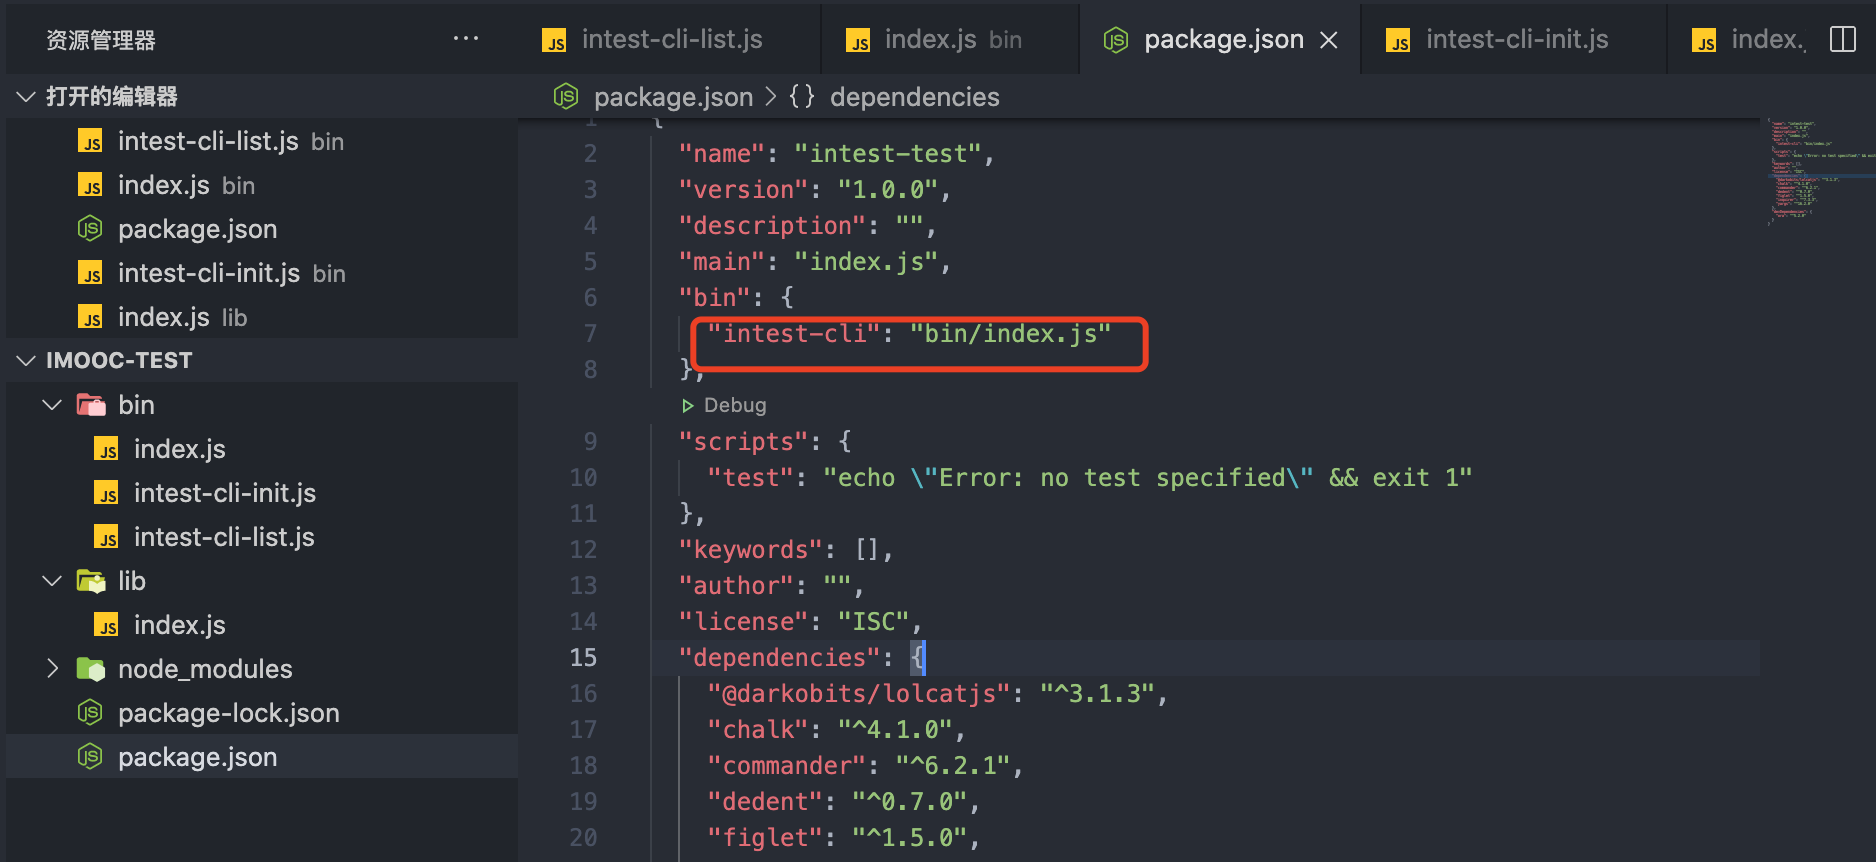 资源管理器
打开的编辑器
intest-cli-list.js bin
index.js bin
package.json
intest-cli-init.js bin
index.js lib
IMOOC-TEST
bin
index.js
intest-cli-init.js
intest-cli-list.js
lib
index.js
node_modules
package-lock.json
package.json
intest-cli-list.js
index.js bin
package.json
intest-cli-init.js
index.
package.json > {} dependencies
1 {
2 "name": "intest-test",
3 "version": "1.0.0",
4 "description": "",
5 "main": "index.js",
6 "bin": {
7 "intest-cli": "bin/index.js"
8 },
Debug
9 "scripts": {
10 "test": "echo \"Error: no test specified\" && exit 1"
11 },
12 "keywords": [],
13 "author": "",
14 "license": "ISC",
15 "dependencies": {
16 "@darkobits/lolcatjs": "^3.1.3",
17 "chalk": "^4.1.0",
18 "commander": "^6.2.1",
19 "dedent": "^0.7.0",
20 "figlet": "^1.5.0",